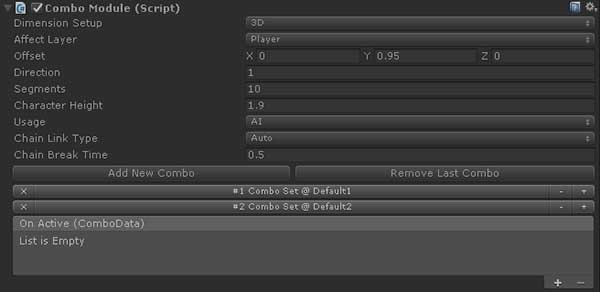 Combo Module (Script)
Dimension Setup 3D
Affect Layer Player
Offset X 0 Y 0.95 Z 0
Direction 1
Segments 10
Character Height 1.9
Usage AI
Chain Link Type Auto
Chain Break Time 0.5
Add New Combo Remove Last Combo
X #1 Combo Set @ Default1 - +
X #2 Combo Set @ Default2 - +
On Active (ComboData)
List is Empty
+ -